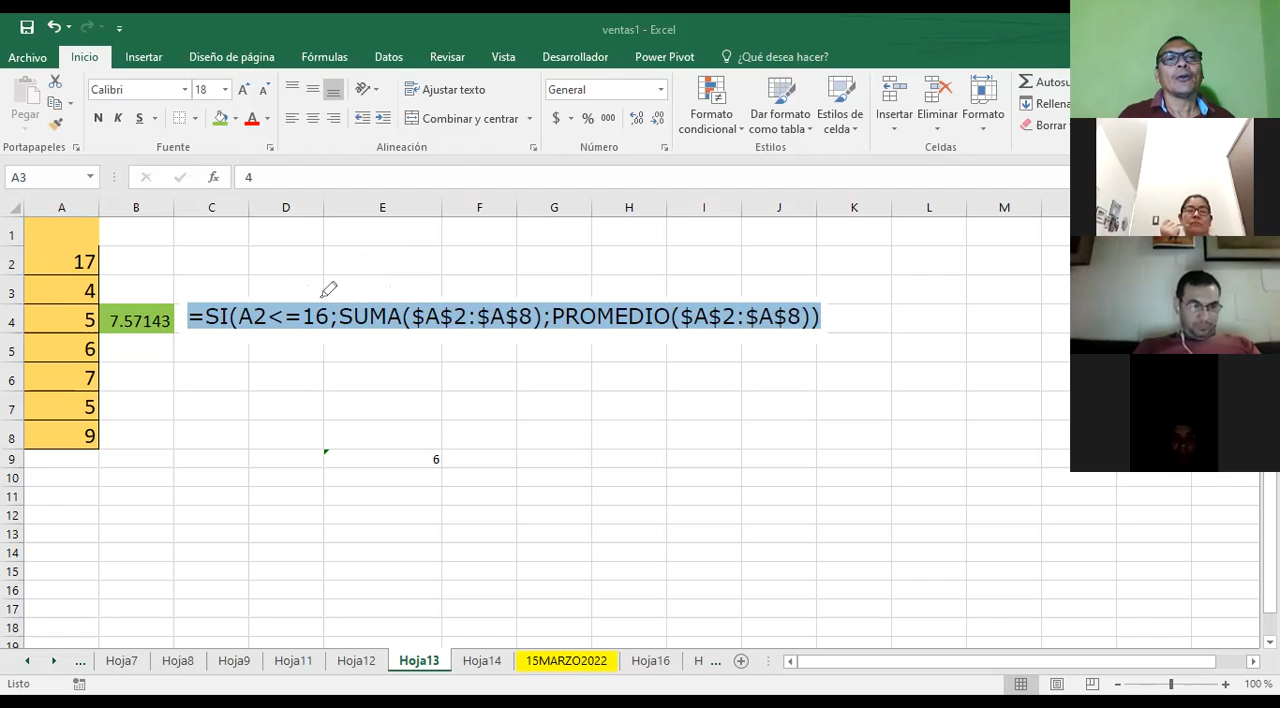 ventas1 - Excel
Archivo Inicio Insertar Diseño de página Fórmulas Datos Revisar Vista Desarrollador Power Pivot ¿Qué desea hacer?
Pegar
Calibri 18
N K S A
Ajustar texto
Combinar y centrar
General
$ % 000
Formato condicional
Dar formato como tabla
Estilos de celda
Insertar Eliminar Formato
Autosu
Rellena
Borrar
Portapapeles Fuente Alineación Número Estilos Celdas
A3 fx 4
A B C D E F G H I J K L M
1
2 17
3 4
4 5 7.57143 =SI(A2<=16;SUMA($A$2:$A$8);PROMEDIO($A$2:$A$8))
5 6
6 7
7 5
8 9
9 6
10
11
12
13
14
15
16
17
18
19
... Hoja7 Hoja8 Hoja9 Hoja11 Hoja12 Hoja13 Hoja14 15MARZO2022 Hoja16 H ...
Listo 100 %